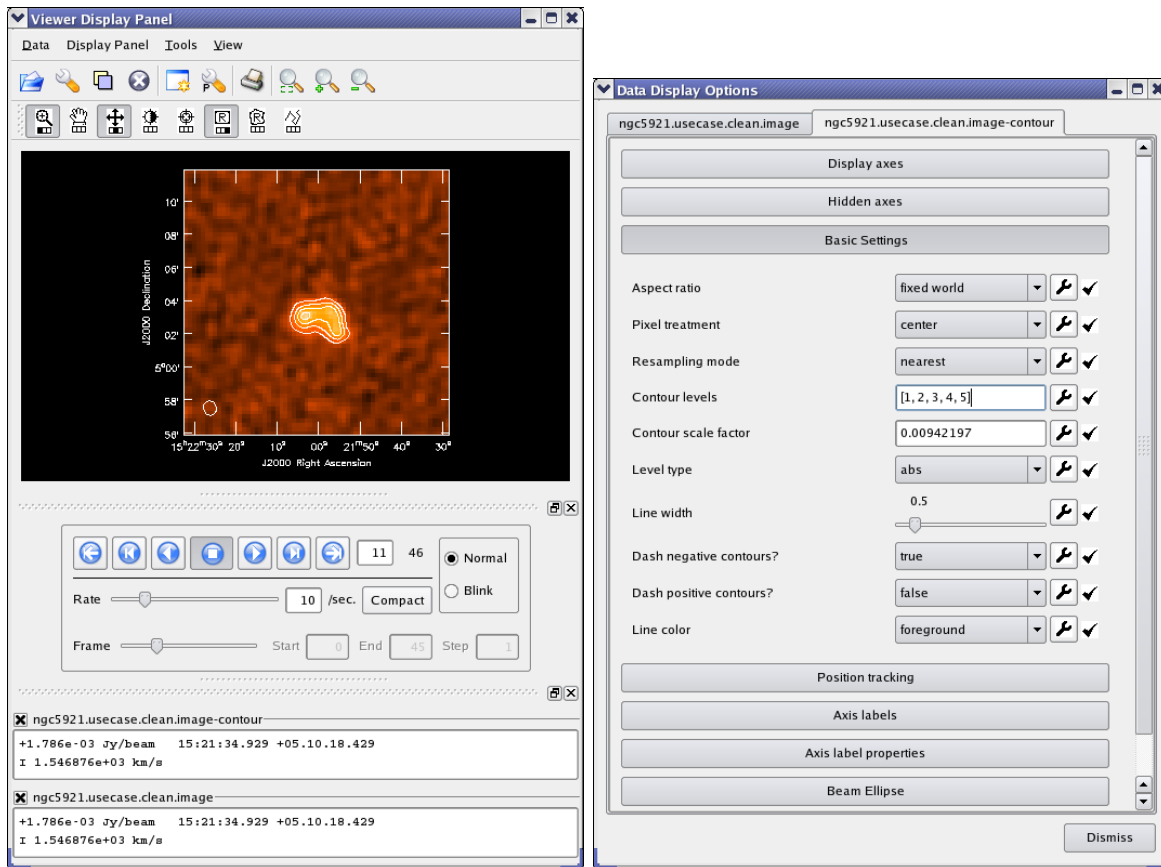 Viewer Display Panel
Data Display Panel Tools View
P
R R
10'
08'
06'
04'
02'
5°00'
58'
56'
J2000 Declination
15ʰ22ᵐ30ˢ 20ˢ 10ˢ 00ˢ 21ᵐ50ˢ 40ˢ 30ˢ
J2000 Right Ascension
11 46
Normal
Blink
Rate 10 /sec. Compact
Frame Start 0 End 45 Step 1
ngc5921.usecase.clean.image-contour
+1.786e-03 Jy/beam 15:21:34.929 +05.10.18.429
I 1.546876e+03 km/s
ngc5921.usecase.clean.image
+1.786e-03 Jy/beam 15:21:34.929 +05.10.18.429
I 1.546876e+03 km/s
Data Display Options
ngc5921.usecase.clean.image ngc5921.usecase.clean.image-contour
Display axes
Hidden axes
Basic Settings
Aspect ratio fixed world
Pixel treatment center
Resampling mode nearest
Contour levels [1, 2, 3, 4, 5]
Contour scale factor 0.00942197
Level type abs
0.5
Line width
Dash negative contours? true
Dash positive contours? false
Line color foreground
Position tracking
Axis labels
Axis label properties
Beam Ellipse
Dismiss